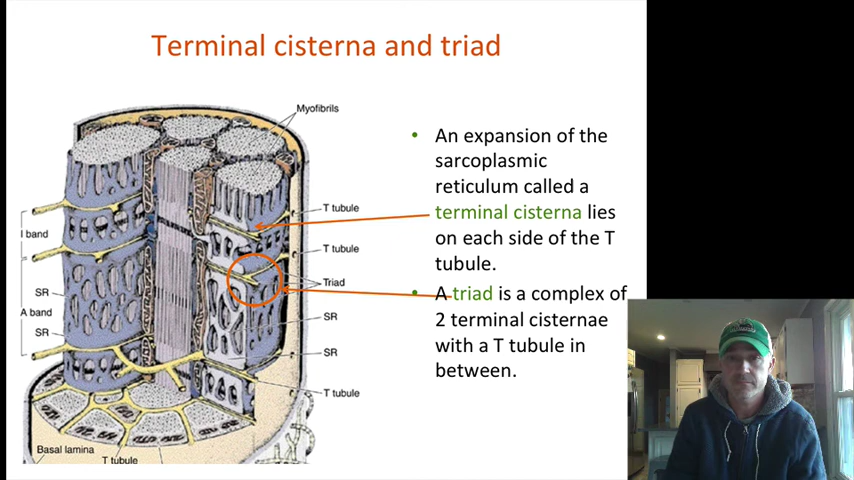 Terminal cisterna and triad
Myofibrils
T tubule
T tubule
I band
Triad
SR
A band
SR
SR
SR
T tubule
Basal lamina
T tubule
• An expansion of the
sarcoplasmic
reticulum called a
terminal cisterna lies
on each side of the T
tubule.
• A triad is a complex of
2 terminal cisternae
with a T tubule in
between.